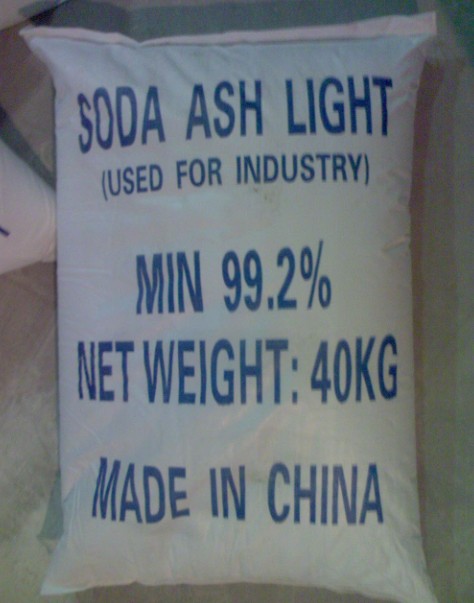 SODA ASH LIGHT
(USED FOR INDUSTRY)
MIN 99.2%
NET WEIGHT: 40KG
MADE IN CHINA